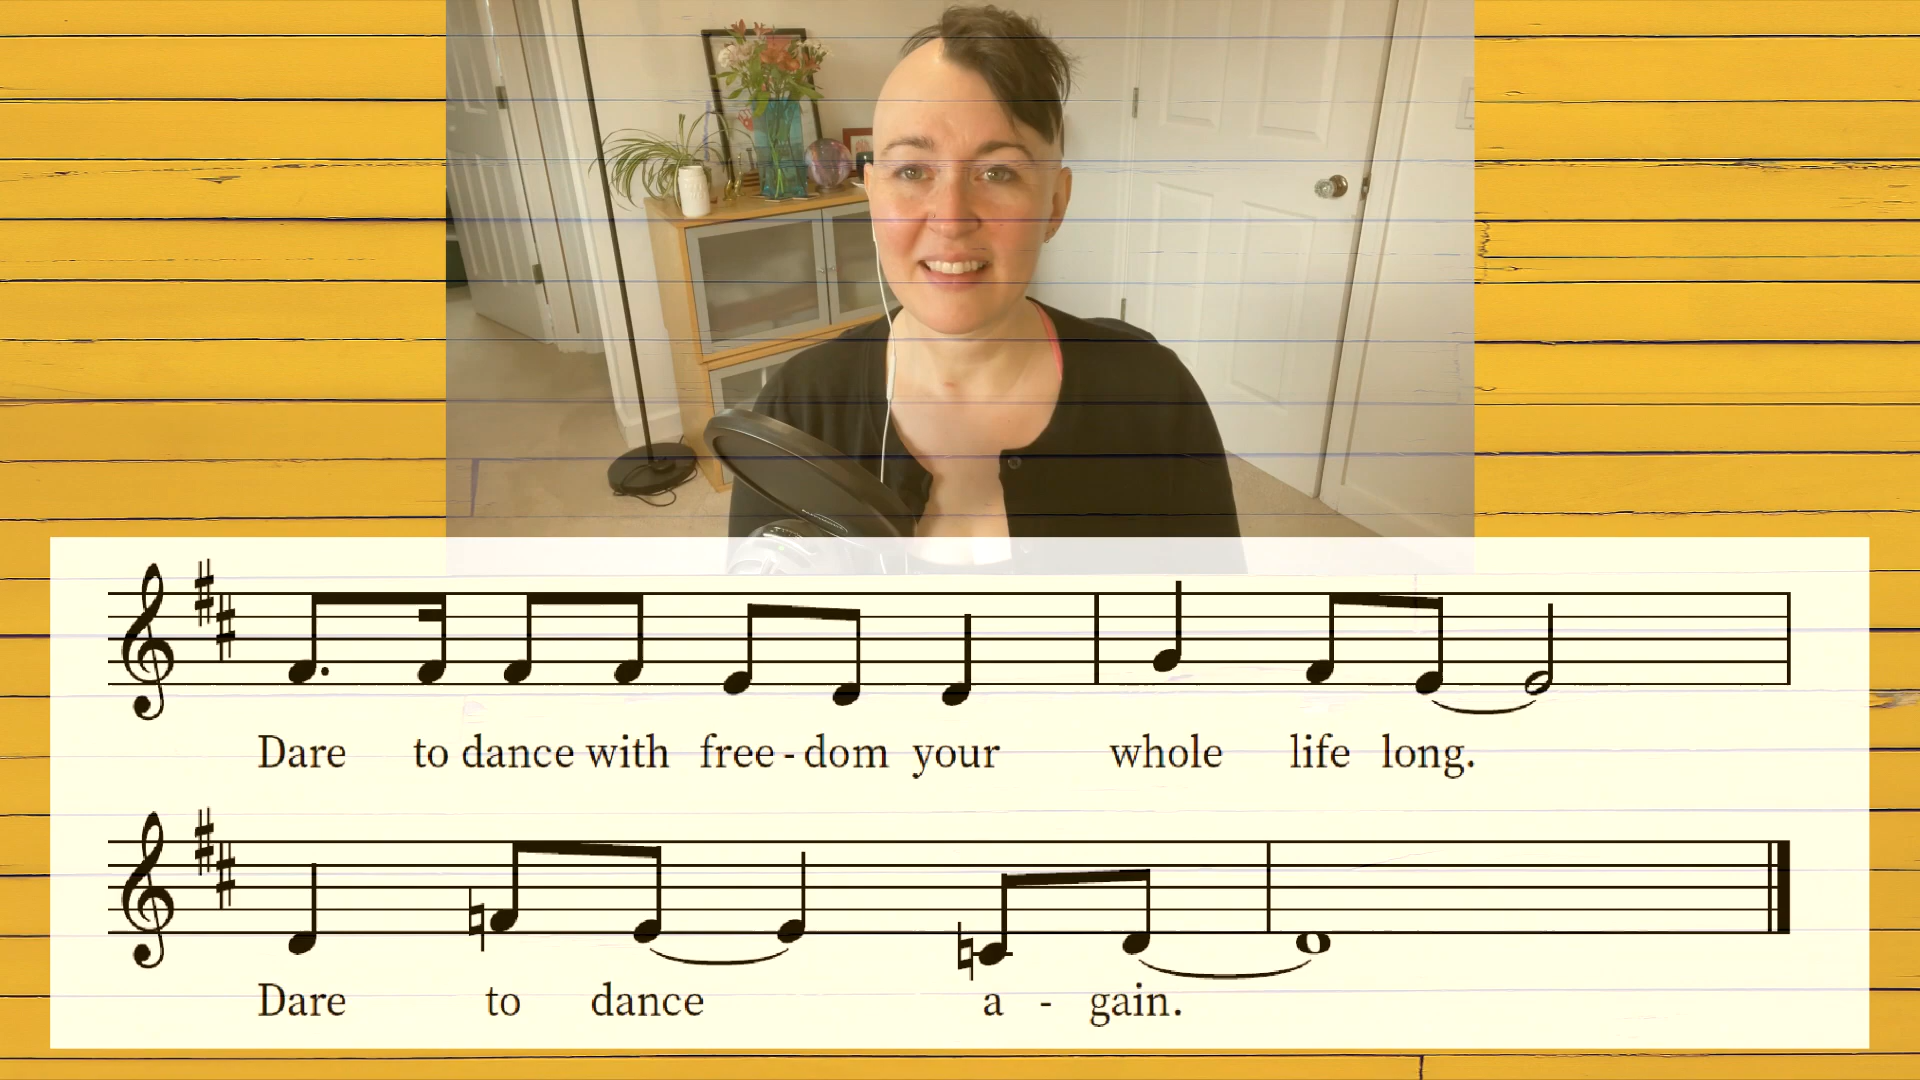 Dare to dance with free - dom your whole life long.
Dare to dance a - gain.